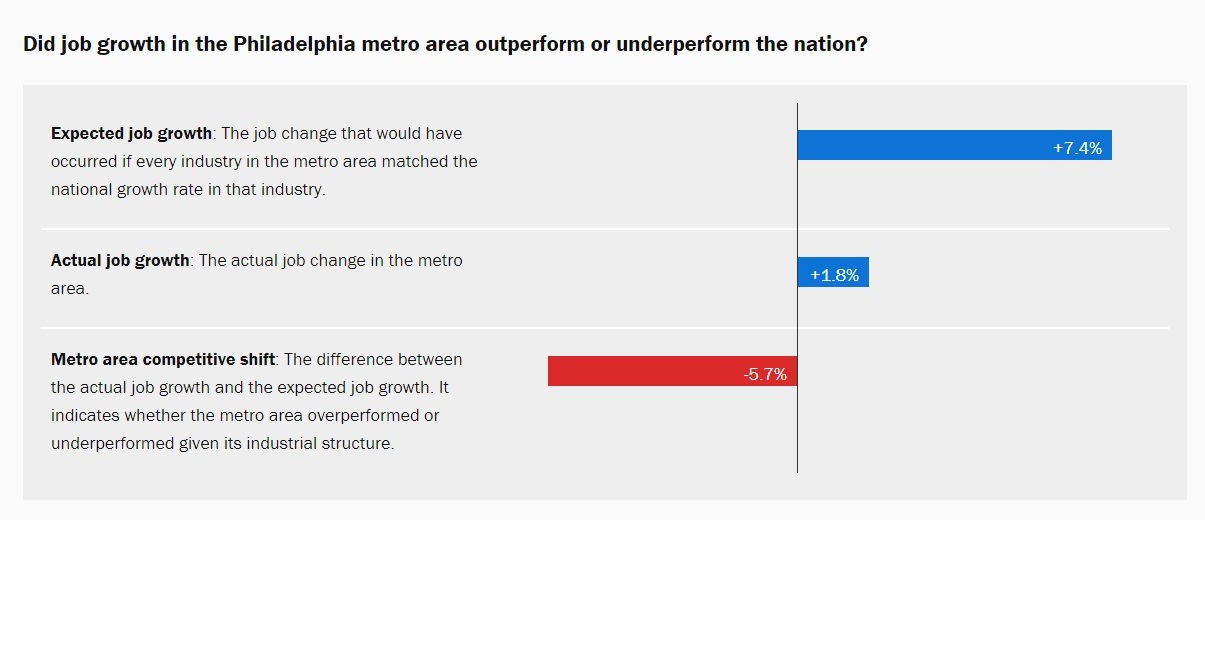 Did job growth in the Philadelphia metro area outperform or underperform the nation?
Expected job growth: The job change that would have
occurred if every industry in the metro area matched the
national growth rate in that industry.
+7.4%
Actual job growth: The actual job change in the metro
area.
+1.8%
Metro area competitive shift: The difference between
the actual job growth and the expected job growth. It
indicates whether the metro area overperformed or
underperformed given its industrial structure.
-5.7%